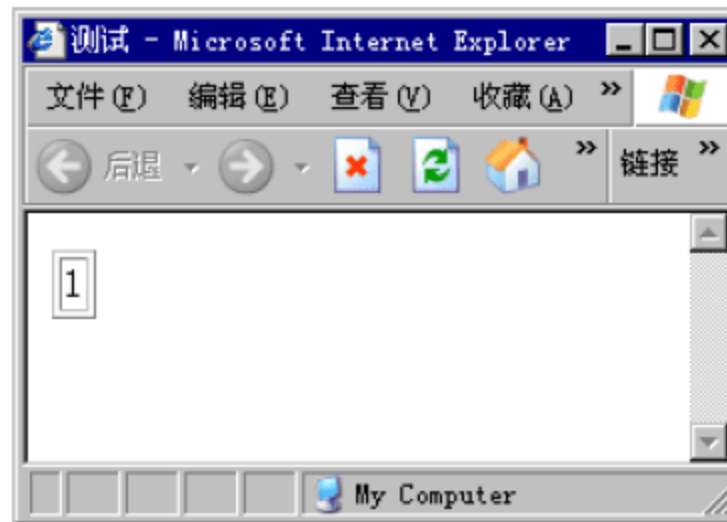 测试 - Microsoft Internet Explorer
文件(F) 编辑(E) 查看(V) 收藏(A) »
后退 » 链接 »
1
My Computer